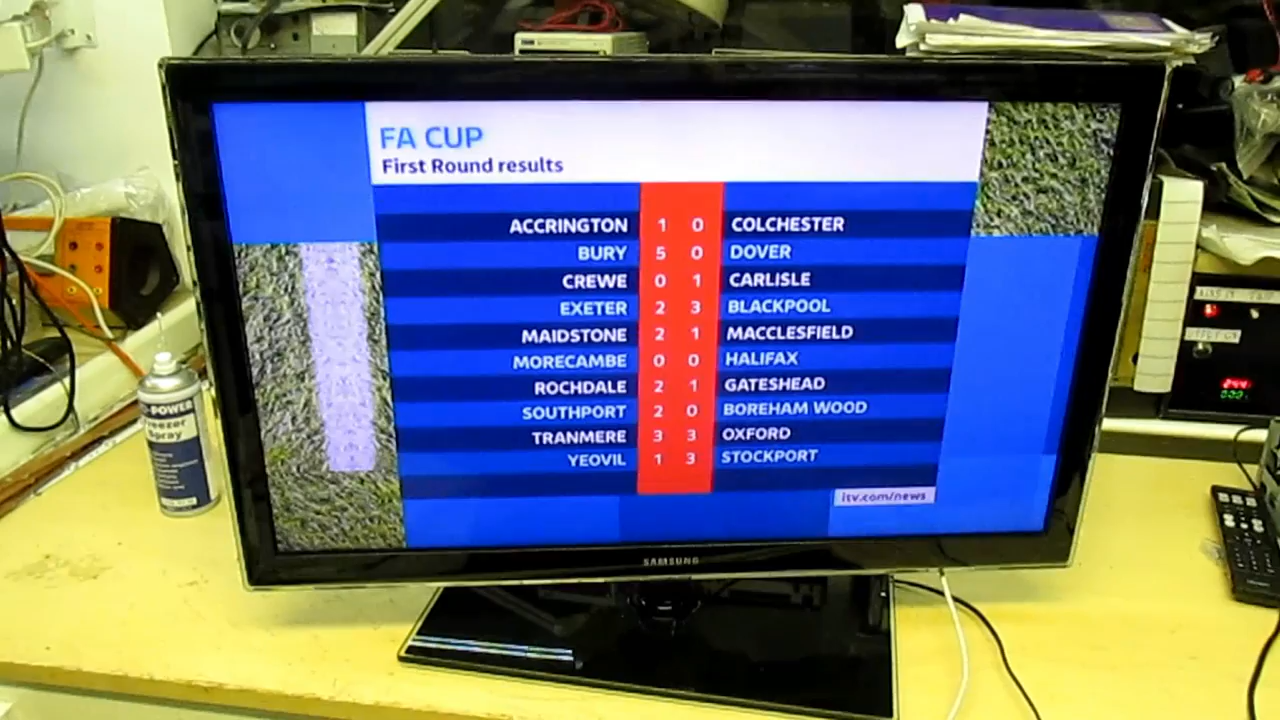 FA CUP
First Round results
ACCRINGTON 1 0 COLCHESTER
BURY 5 0 DOVER
CREWE 0 1 CARLISLE
EXETER 2 3 BLACKPOOL
MAIDSTONE 2 1 MACCLESFIELD
MORECAMBE 0 0 HALIFAX
ROCHDALE 2 1 GATESHEAD
SOUTHPORT 2 0 BOREHAM WOOD
TRANMERE 3 3 OXFORD
YEOVIL 1 3 STOCKPORT
itv.com/news
SAMSUNG
POWER
Freezer
Spray